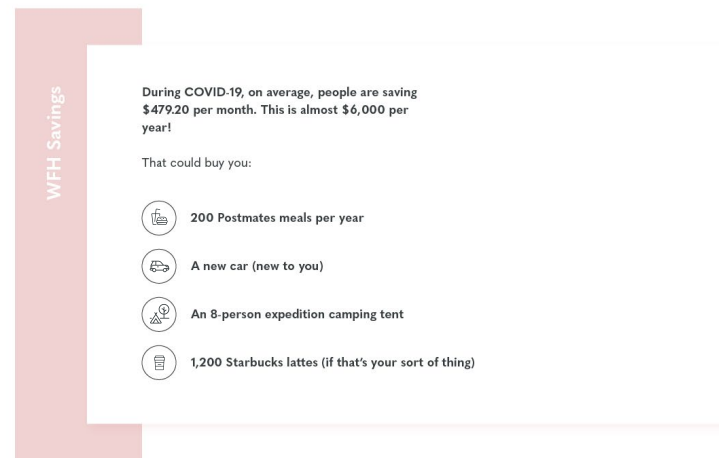 WFH Savings
During COVID-19, on average, people are saving
$479.20 per month. This is almost $6,000 per
year!
That could buy you:
200 Postmates meals per year
A new car (new to you)
An 8-person expedition camping tent
1,200 Starbucks lattes (if that's your sort of thing)